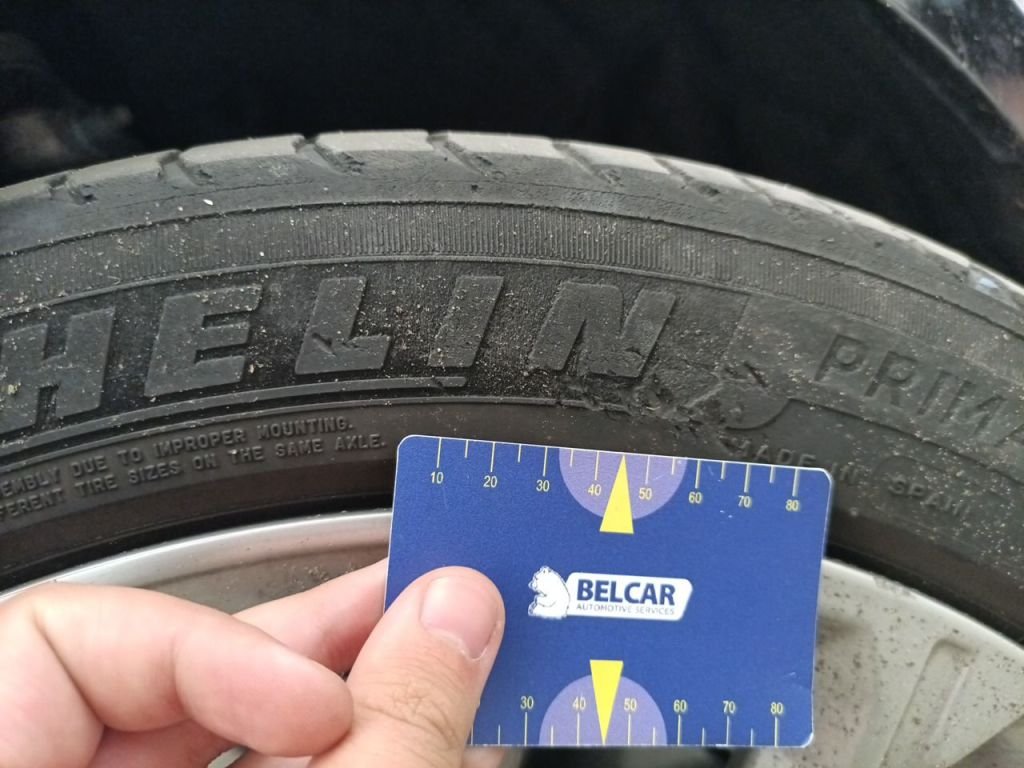 HELIN
PRIMA
EMBLY DUE TO IMPROPER MOUNTING.
FERENT TIRE SIZES ON THE SAME AXLE.
MADE IN SPAIN
10 20 30 40 50 60 70 80
BELCAR
AUTOMOTIVE SERVICES
30 40 50 60 70 80